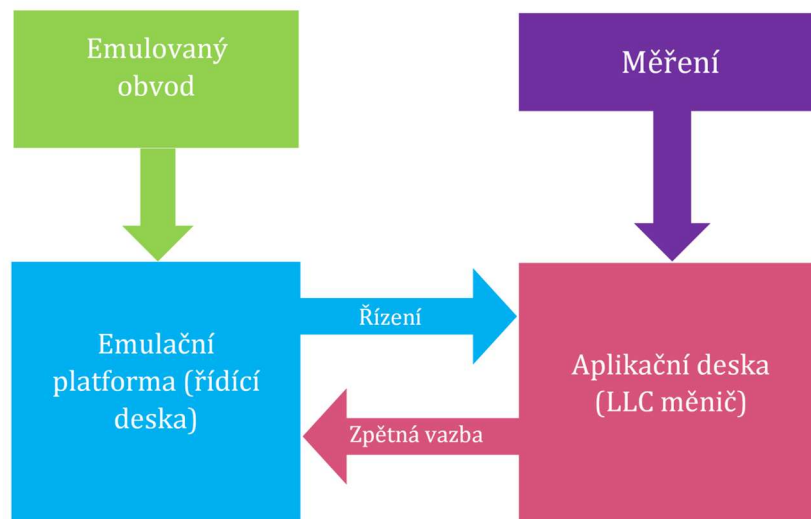 Emulovaný
obvod
Měření
Emulační
platforma (řídící
deska)
Řízení
Zpětná vazba
Aplikační deska
(LLC měnič)